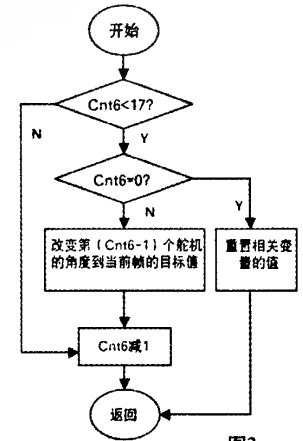 开始
Cnt6<17?
N
Y
Cnt6=0?
N
Y
改变第（Cnt6-1）个舵机
的角度到当前帧的目标值
重置相关变
量的值
Cnt6减1
返回